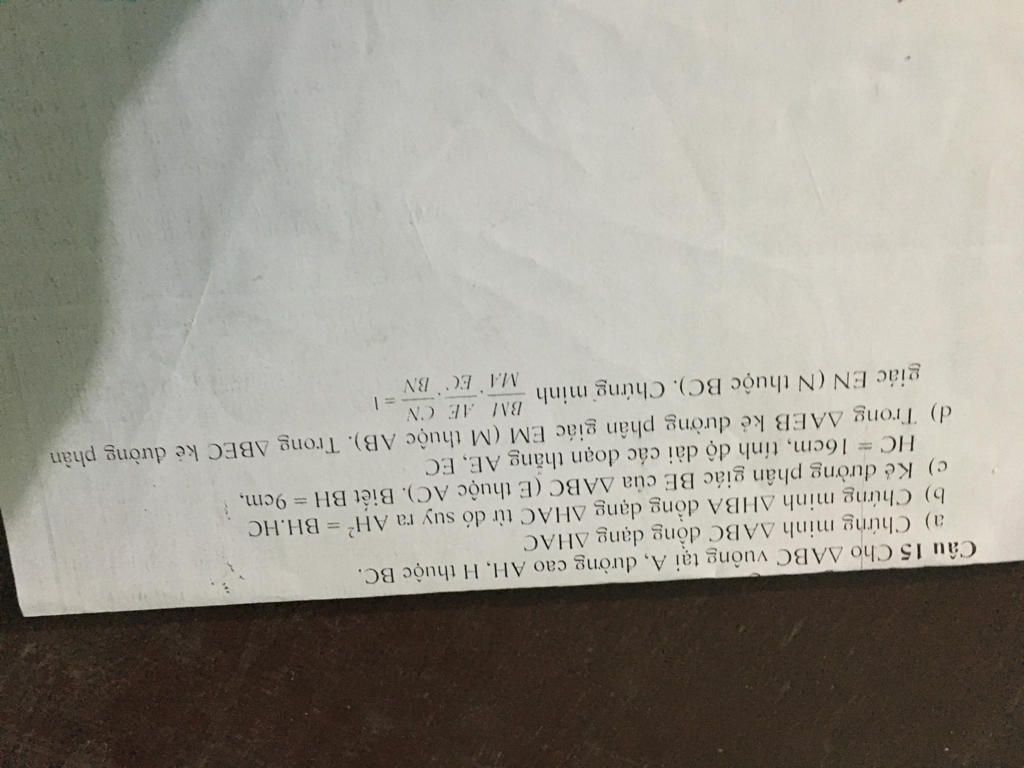 Câu 15 Cho ΔABC vuông tại A, đường cao AH, H thuộc BC.
a) Chứng minh ΔABC đồng dạng ΔHAC
b) Chứng minh ΔHBA đồng dạng ΔHAC từ đó suy ra AH² = BH.HC
c) Kẻ đường phân giác BE của ΔABC (E thuộc AC). Biết BH = 9cm,
HC = 16cm, tính độ dài các đoạn thẳng AE, EC
d) Trong ΔAEB kẻ đường phân giác EM (M thuộc AB). Trong ΔBEC kẻ đường phân
giác EN (N thuộc BC). Chứng minh BM/MA . AE/EC . CN/BN = 1